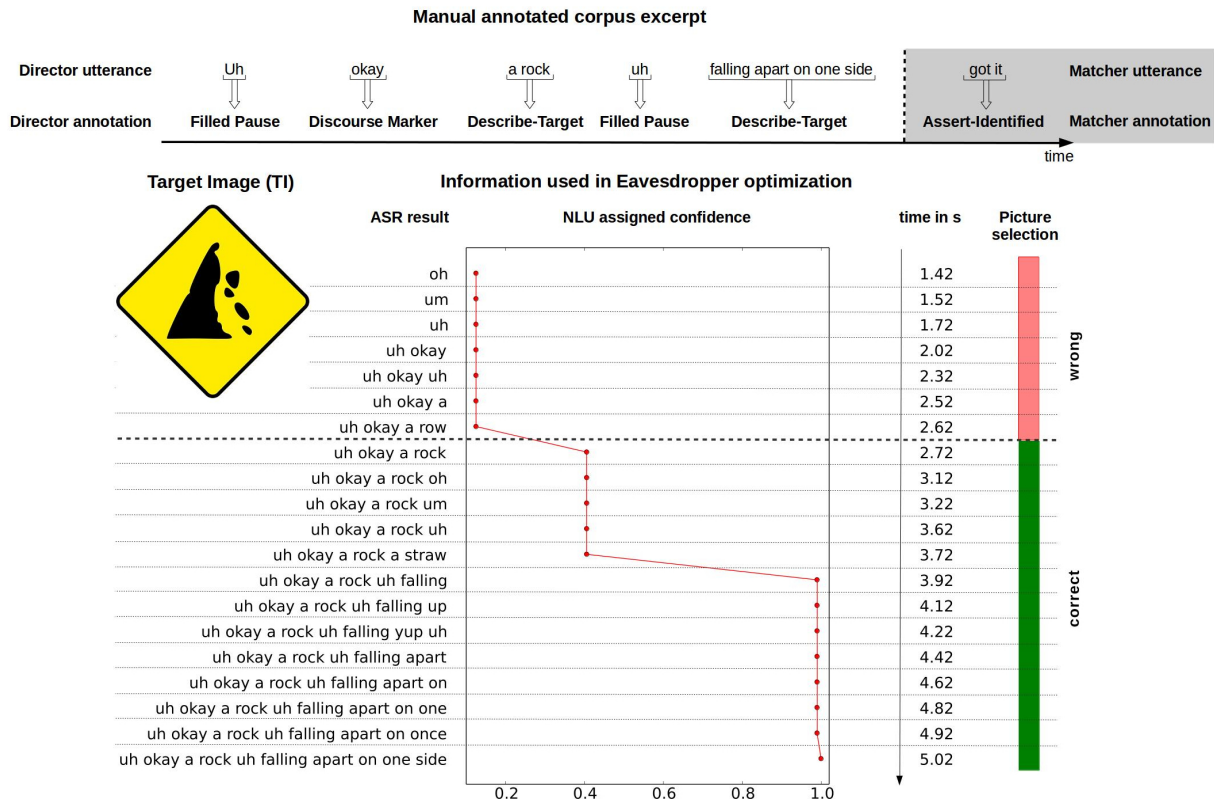 Manual annotated corpus excerpt
Director utterance Uh okay a rock uh falling apart on one side got it Matcher utterance
Director annotation Filled Pause Discourse Marker Describe-Target Filled Pause Describe-Target Assert-Identified Matcher annotation
time
Target Image (TI) Information used in Eavesdropper optimization
ASR result NLU assigned confidence time in s Picture
selection
oh 1.42
um 1.52
uh 1.72
uh okay 2.02
uh okay uh 2.32
uh okay a 2.52
uh okay a row 2.62
wrong
uh okay a rock 2.72
uh okay a rock oh 3.12
uh okay a rock um 3.22
uh okay a rock uh 3.62
uh okay a rock a straw 3.72
uh okay a rock uh falling 3.92
uh okay a rock uh falling up 4.12
uh okay a rock uh falling yup uh 4.22
uh okay a rock uh falling apart 4.42
uh okay a rock uh falling apart on 4.62
uh okay a rock uh falling apart on one 4.82
uh okay a rock uh falling apart on once 4.92
uh okay a rock uh falling apart on one side 5.02
correct
0.2 0.4 0.6 0.8 1.0